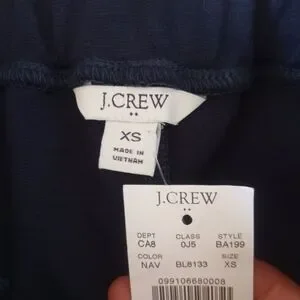 J.CREW
XS
MADE IN
VIETNAM
J.CREW
DEPT CLASS STYLE
CA8 0J5 BA199
COLOR SIZE
NAV BL8133 XS
099106680008